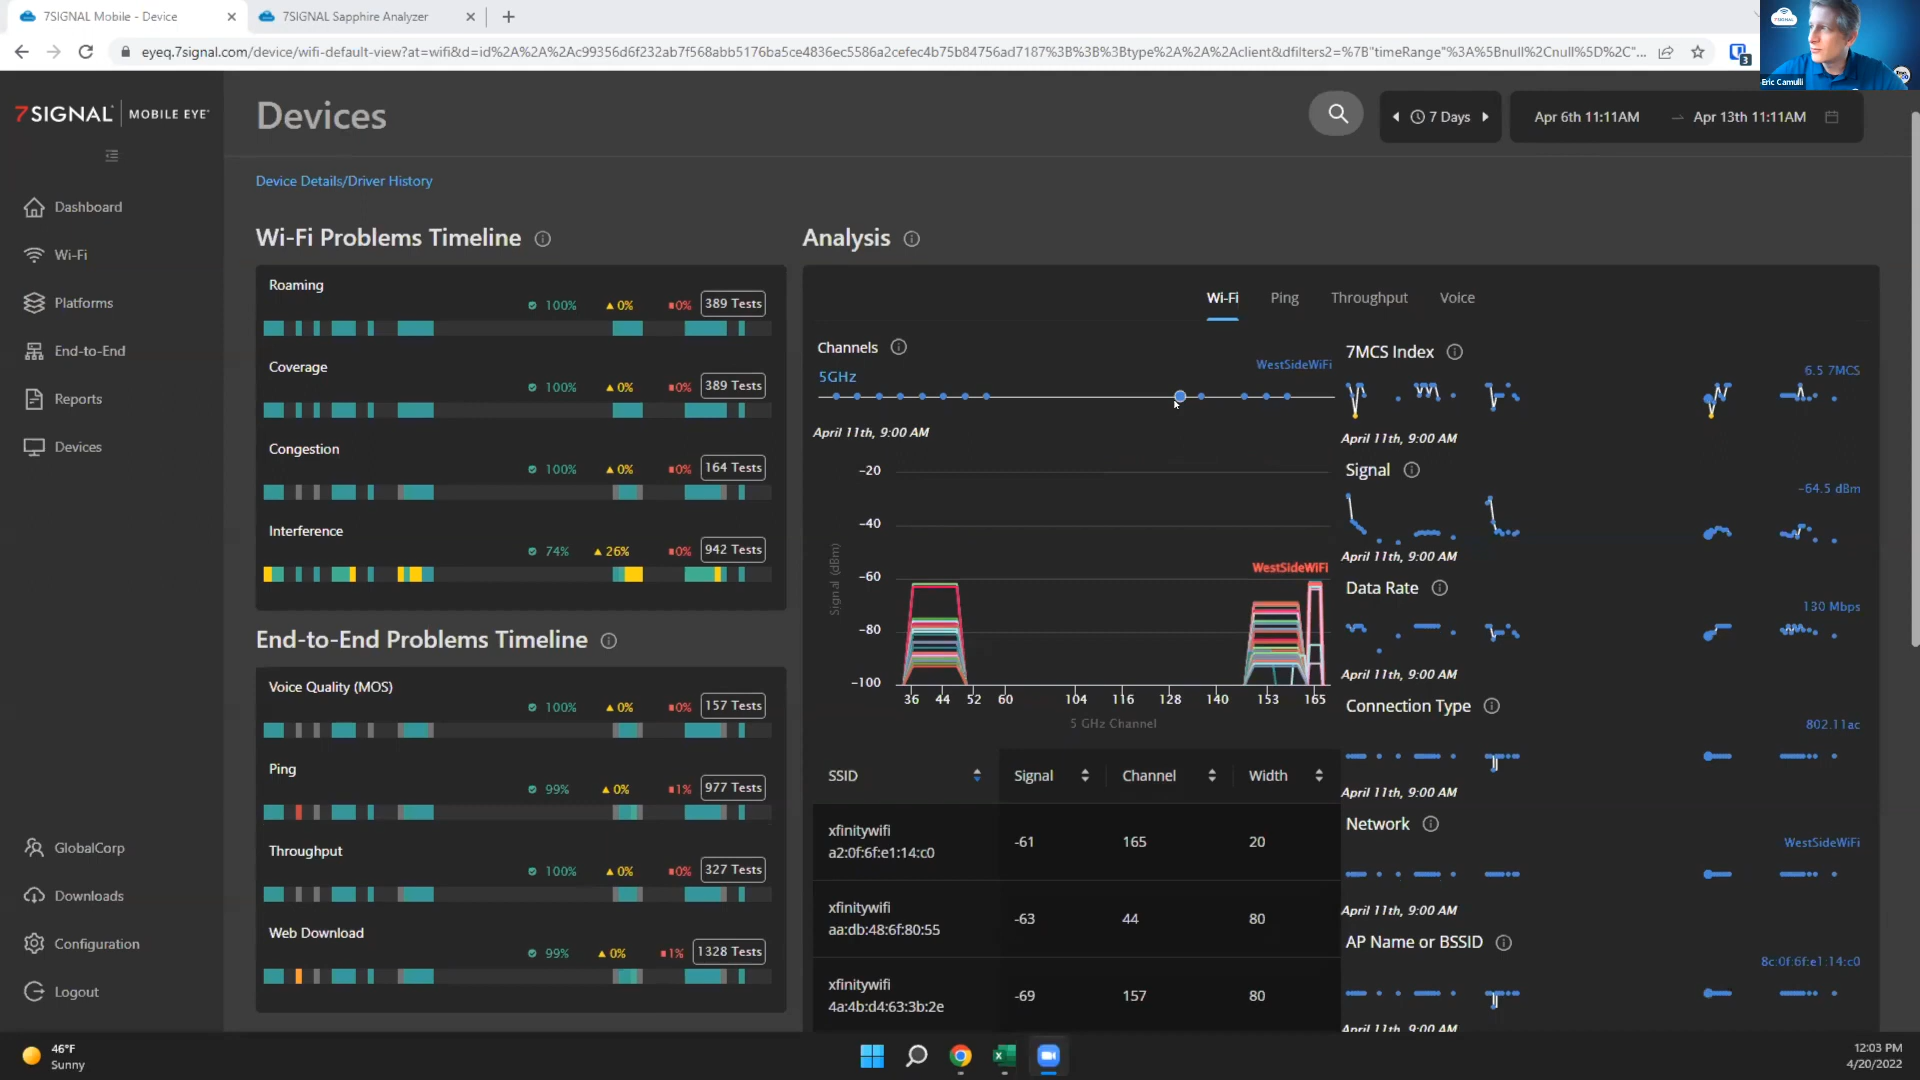 7SIGNAL Mobile - Device
7SIGNAL Sapphire Analyzer
eyeq.7signal.com/device/wifi-default-view?at=wifi&d=id%2A%2A%2Ac99356d6f232ab7f568abb5176ba5ce4836ec5586a2cefec4b75b84756ad7187%3B%3B%3Btype%2A%2A%2Aclient&dfilters2=%7B"timeRange"%3A%5Bnull%2Cnull%5D%2C"...
3
7SIGNAL
Eric Camulli
7SIGNAL | MOBILE EYE
Devices
7 Days
Apr 6th 11:11AM
Apr 13th 11:11AM
Dashboard
Wi-Fi
Platforms
End-to-End
Reports
Devices
GlobalCorp
Downloads
Configuration
Logout
Device Details/Driver History
Wi-Fi Problems Timeline
Roaming
100% 0% 0% 389 Tests
Coverage
100% 0% 0% 389 Tests
Congestion
100% 0% 0% 164 Tests
Interference
74% 26% 0% 942 Tests
End-to-End Problems Timeline
Voice Quality (MOS)
100% 0% 0% 157 Tests
Ping
99% 0% 1% 977 Tests
Throughput
100% 0% 0% 327 Tests
Web Download
99% 0% 1% 1328 Tests
Analysis
Wi-Fi Ping Throughput Voice
Channels
WestSideWiFi
5GHz
April 11th, 9:00 AM
-20
-40
-60
-80
-100
Signal (dBm)
WestSideWiFi
36 44 52 60 104 116 128 140 153 165
5 GHz Channel
SSID Signal Channel Width
xfinitywifi
a2:0f:6f:e1:14:c0
-61 165 20
xfinitywifi
aa:db:48:6f:80:55
-63 44 80
xfinitywifi
4a:4b:d4:63:3b:2e
-69 157 80
7MCS Index
6.5 7MCS
April 11th, 9:00 AM
Signal
-64.5 dBm
April 11th, 9:00 AM
Data Rate
130 Mbps
April 11th, 9:00 AM
Connection Type
802.11ac
April 11th, 9:00 AM
Network
WestSideWiFi
April 11th, 9:00 AM
AP Name or BSSID
8c:0f:6f:e1:14:c0
April 11th, 9:00 AM
46°F
Sunny
12:03 PM
4/20/2022